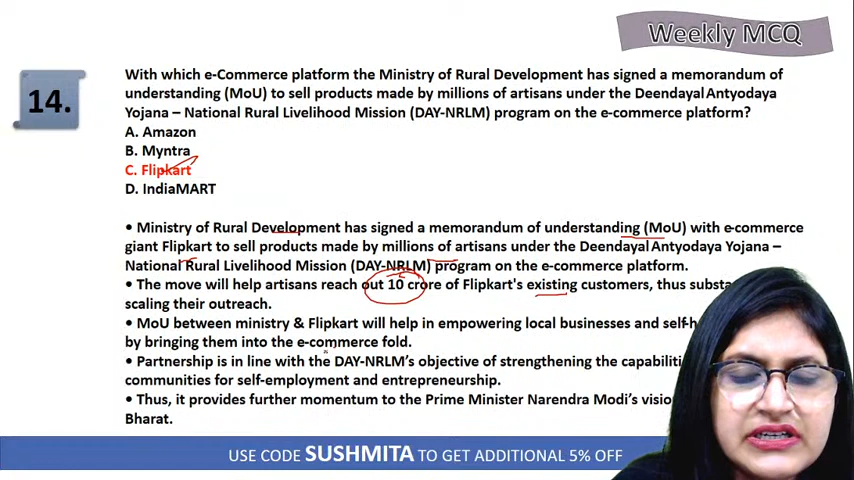 Weekly MCQ
14.
With which e-Commerce platform the Ministry of Rural Development has signed a memorandum of
understanding (MoU) to sell products made by millions of artisans under the Deendayal Antyodaya
Yojana – National Rural Livelihood Mission (DAY-NRLM) program on the e-commerce platform?
A. Amazon
B. Myntra
C. Flipkart
D. IndiaMART
• Ministry of Rural Development has signed a memorandum of understanding (MoU) with e-commerce
giant Flipkart to sell products made by millions of artisans under the Deendayal Antyodaya Yojana –
National Rural Livelihood Mission (DAY-NRLM) program on the e-commerce platform.
• The move will help artisans reach out 10 crore of Flipkart's existing customers, thus
scaling their outreach.
• MoU between ministry & Flipkart will help in empowering local businesses and
by bringing them into the e-commerce fold.
• Partnership is in line with the DAY-NRLM's objective of strengthening the
communities for self-employment and entrepreneurship.
• Thus, it provides further momentum to the Prime Minister Narendra Modi's vision
Bharat.
USE CODE SUSHMITA TO GET ADDITIONAL 5% OFF